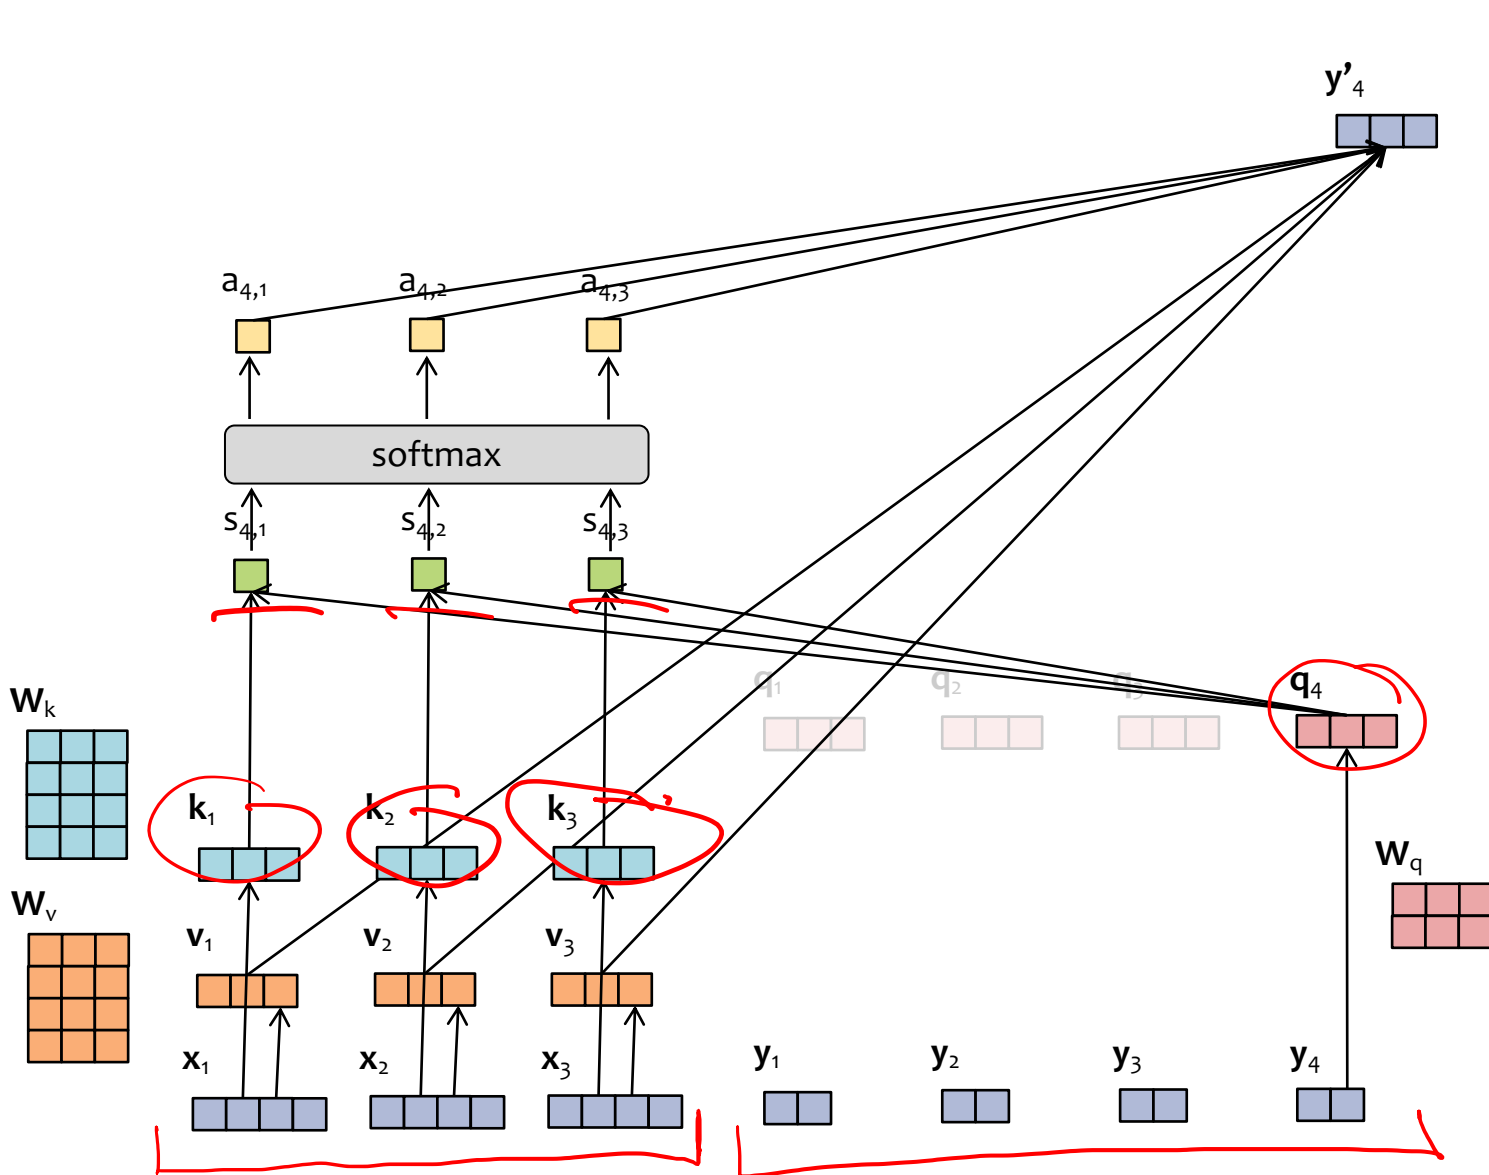 y'₄
a₄,₁ a₄,₂ a₄,₃
softmax
s₄,₁ s₄,₂ s₄,₃
q₁ q₂ q₃ q₄
Wₖ
k₁ k₂ k₃
W_q
Wᵥ
v₁ v₂ v₃
x₁ x₂ x₃ y₁ y₂ y₃ y₄